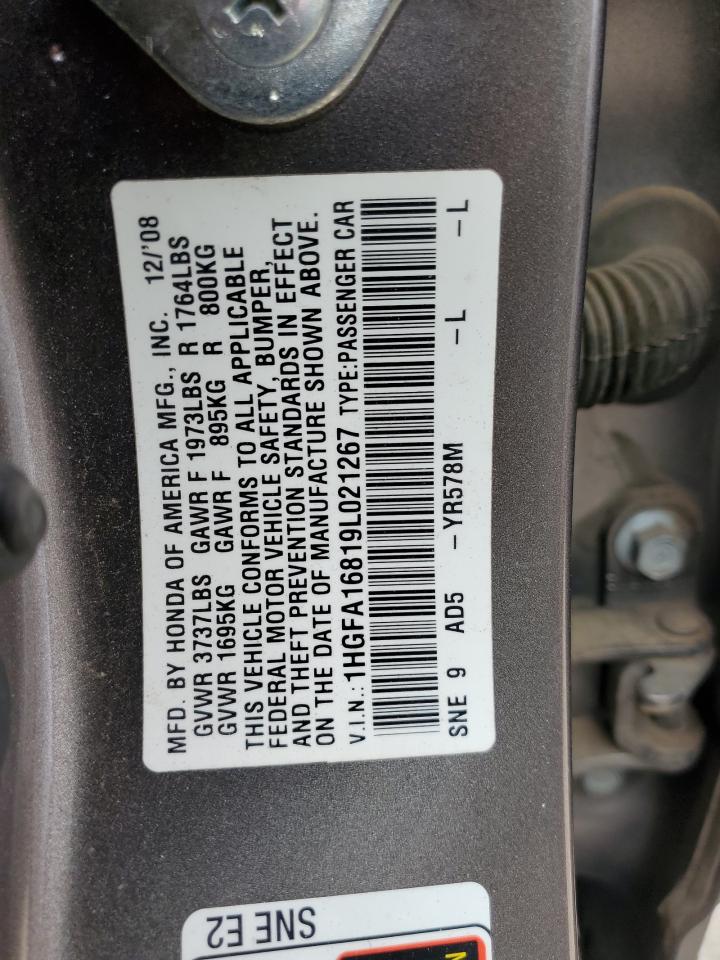 MFD. BY HONDA OF AMERICA MFG., INC. 12/'08
GVWR 3737LBS GAWR F 1973LBS R 1764LBS
GVWR 1695KG GAWR F 895KG R 800KG
THIS VEHICLE CONFORMS TO ALL APPLICABLE
FEDERAL MOTOR VEHICLE SAFETY, BUMPER,
AND THEFT PREVENTION STANDARDS IN EFFECT
ON THE DATE OF MANUFACTURE SHOWN ABOVE.
V.I.N.: 1HGFA16819L021267 TYPE:PASSENGER CAR
SNE 9 AD5 -YR578M -L -L
SNE E2